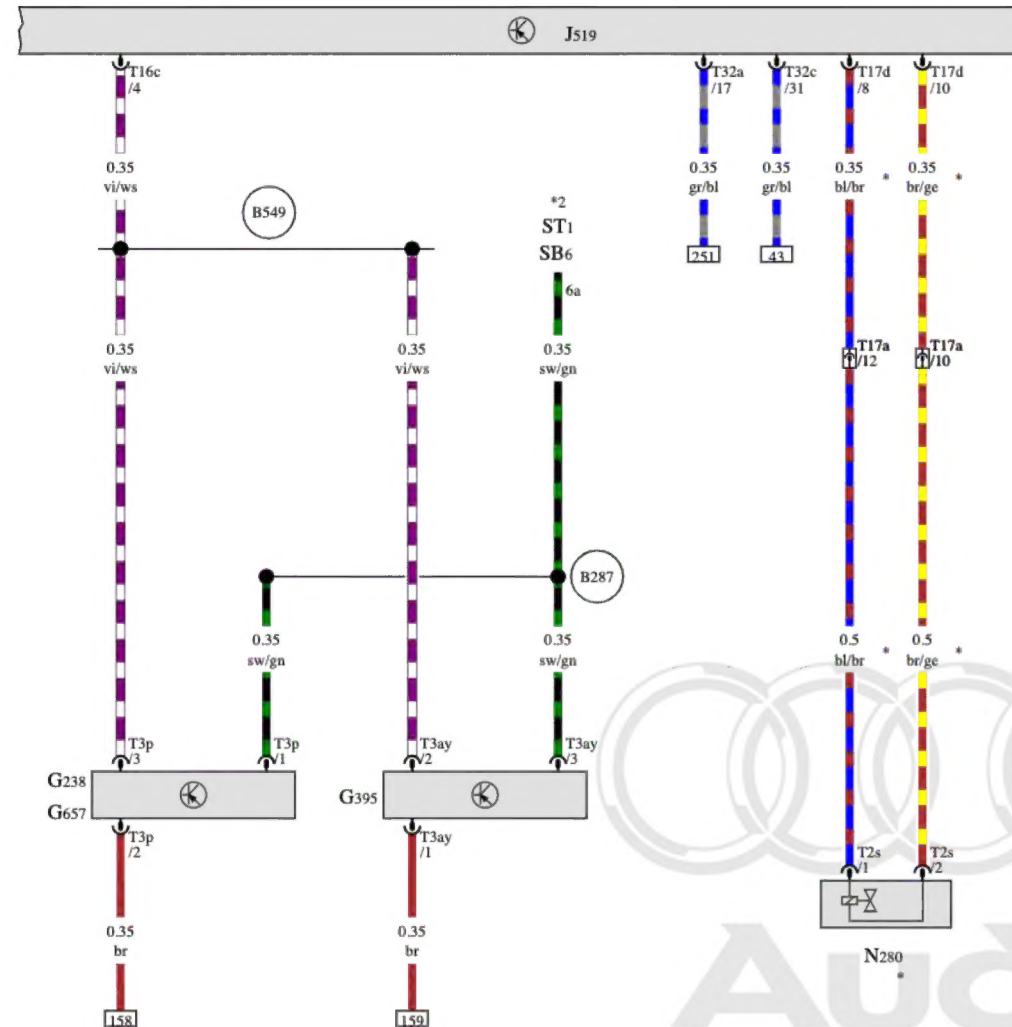 J519
T16c
/4
T32a
/17
T32c
/31
T17d
/8
T17d
/10
0.35
vi/ws
0.35
gr/bl
0.35
gr/bl
0.35
bl/br *
0.35
br/ge *
B549
*2
ST1
SB6
6a
251
43
0.35
vi/ws
0.35
vi/ws
0.35
sw/gn
T17a
/12
T17a
/10
B287
0.35
sw/gn
0.35
sw/gn
0.5
bl/br *
0.5
br/ge *
T3p
/3
T3p
/1
T3ay
/2
T3ay
/3
G238
G657
G395
T3p
/2
T3ay
/1
T2s
/1
T2s
/2
0.35
br
0.35
br
N280
*
158
159
Audi